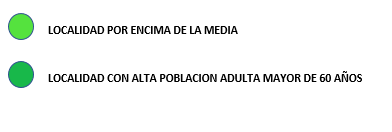 LOCALIDAD POR ENCIMA DE LA MEDIA
LOCALIDAD CON ALTA POBLACION ADULTA MAYOR DE 60 AÑOS